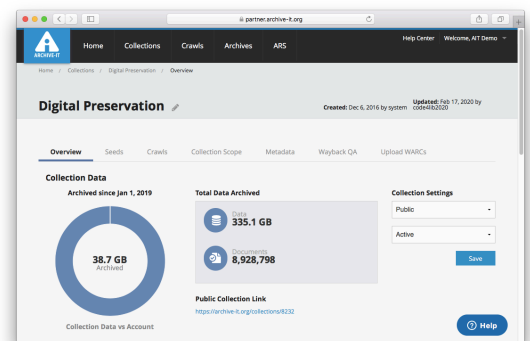 partner.archive-it.org
ARCHIVE-IT
Home
Collections
Crawls
Archives
ARS
Help Center
Welcome, AIT Demo
Home / Collections / Digital Preservation / Overview
Digital Preservation
Created: Dec 6, 2016 by system
Updated: Feb 17, 2020 by
code4lib2020
Overview
Seeds
Crawls
Collection Scope
Metadata
Wayback QA
Upload WARCs
Collection Data
Archived since Jan 1, 2019
38.7 GB
Archived
Collection Data vs Account
Total Data Archived
Data
335.1 GB
Documents
8,928,798
Public Collection Link
https://archive-it.org/collections/8232
Collection Settings
Public
Active
Save
Help